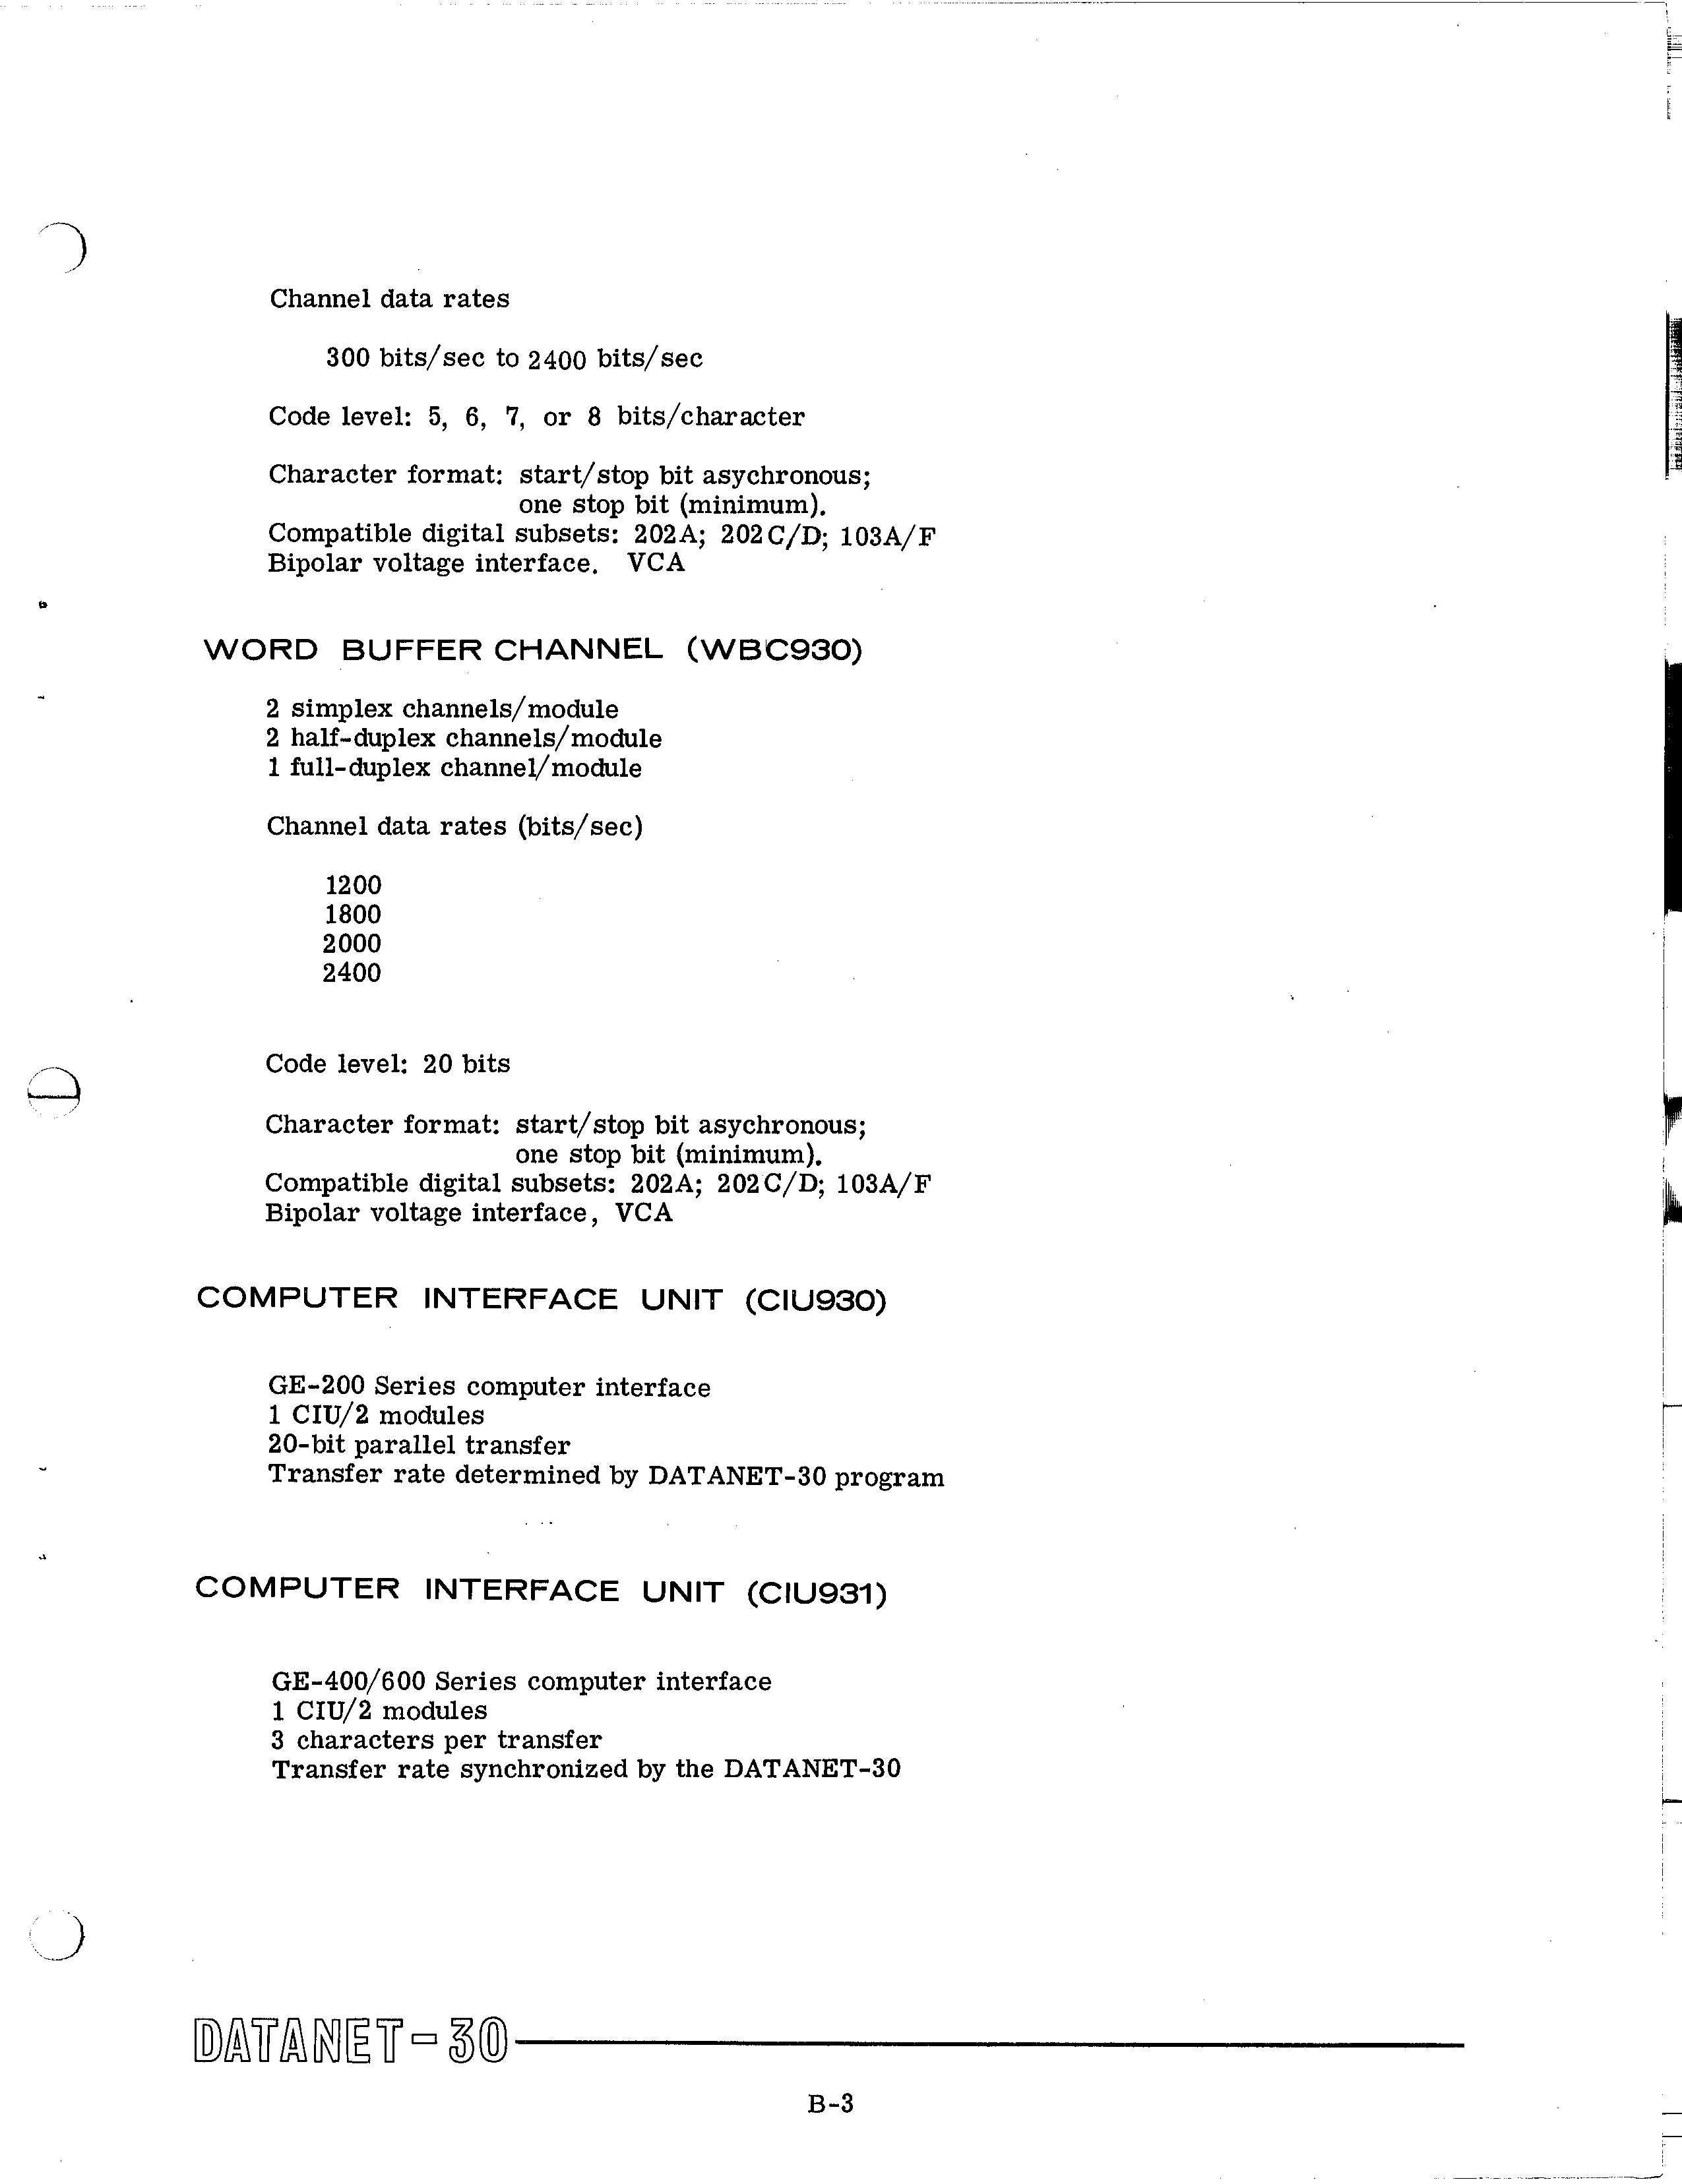 Channel data rates
300 bits/sec to 2400 bits/sec
Code level: 5, 6, 7, or 8 bits/character
Character format: start/stop bit asychronous;
one stop bit (minimum).
Compatible digital subsets: 202A; 202C/D; 103A/F
Bipolar voltage interface. VCA
WORD BUFFER CHANNEL (WBC930)
2 simplex channels/module
2 half-duplex channels/module
1 full-duplex channel/module
Channel data rates (bits/sec)
1200
1800
2000
2400
Code level: 20 bits
Character format: start/stop bit asychronous;
one stop bit (minimum).
Compatible digital subsets: 202A; 202C/D; 103A/F
Bipolar voltage interface, VCA
COMPUTER INTERFACE UNIT (CIU930)
GE-200 Series computer interface
1 CIU/2 modules
20-bit parallel transfer
Transfer rate determined by DATANET-30 program
COMPUTER INTERFACE UNIT (CIU931)
GE-400/600 Series computer interface
1 CIU/2 modules
3 characters per transfer
Transfer rate synchronized by the DATANET-30
DATANET-30
B-3